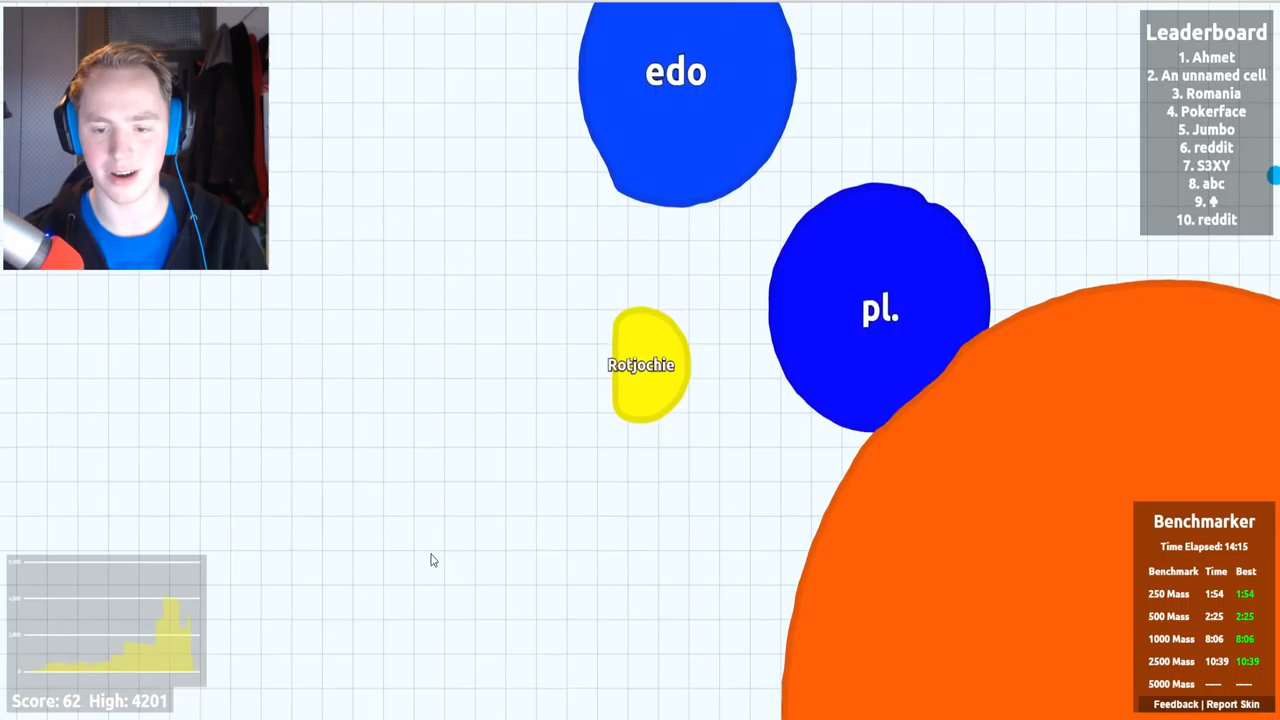 edo
pl.
Rotjochie
Leaderboard
1. Ahmet
2. An unnamed cell
3. Romania
4. Pokerface
5. Jumbo
6. reddit
7. S3XY
8. abc
9. ♣
10. reddit
Benchmarker
Time Elapsed: 14:15
Benchmark Time Best
250 Mass 1:54 1:54
500 Mass 2:25 2:25
1000 Mass 8:06 8:06
2500 Mass 10:39 10:39
5000 Mass —— ——
Feedback | Report Skin
Score: 62 High: 4201